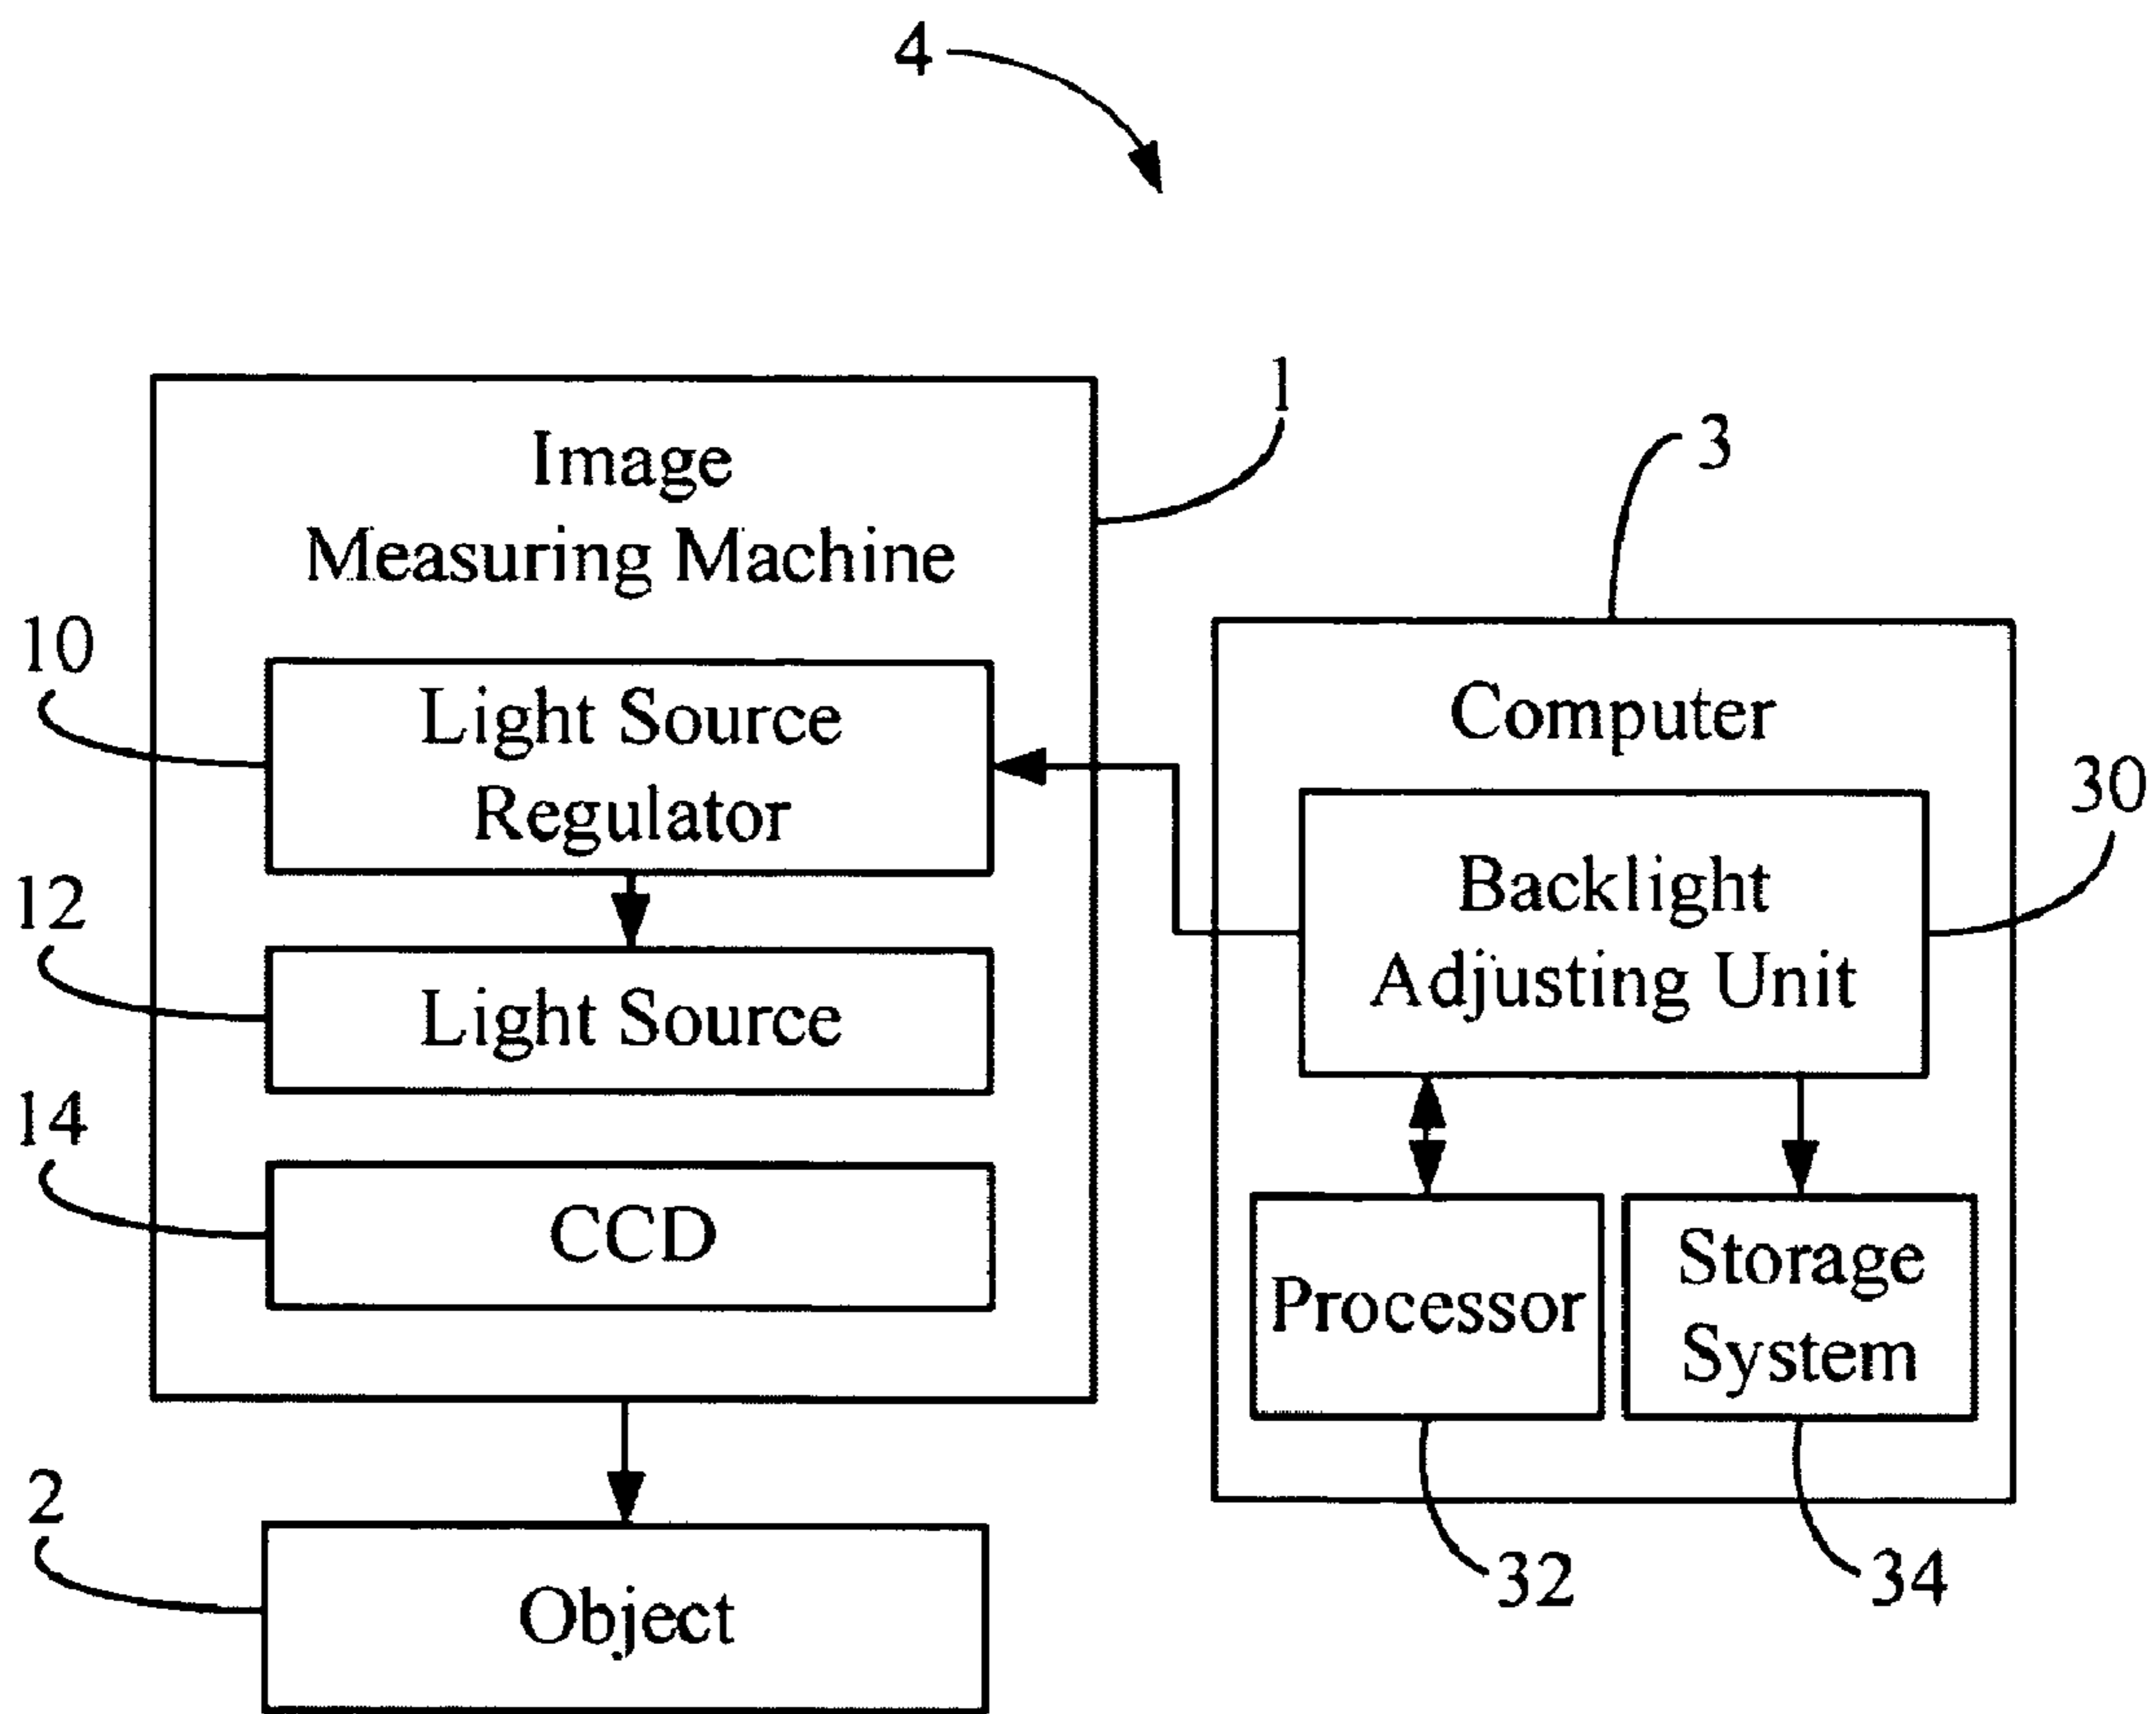 4
1
Image
Measuring Machine
3
10
Light Source
Regulator
Computer
30
12
Backlight
Adjusting Unit
Light Source
14
CCD
Processor
Storage
System
2
Object
32
34